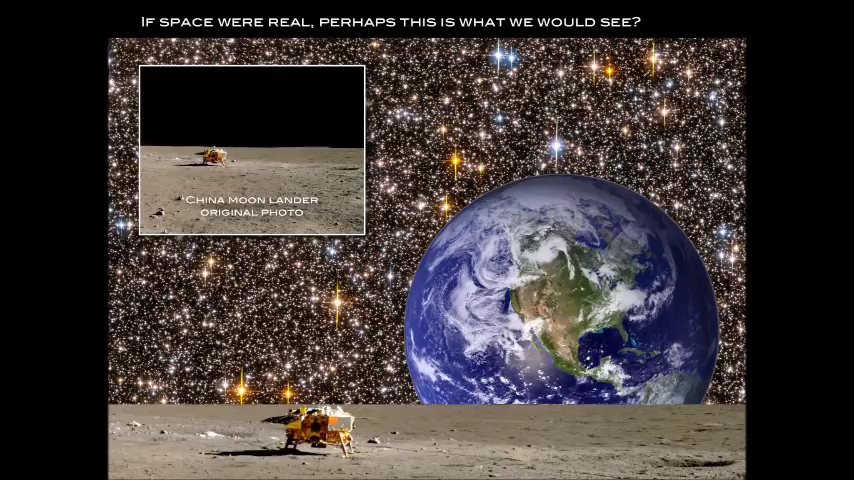 If space were real, perhaps this is what we would see?
*China moon lander
original photo